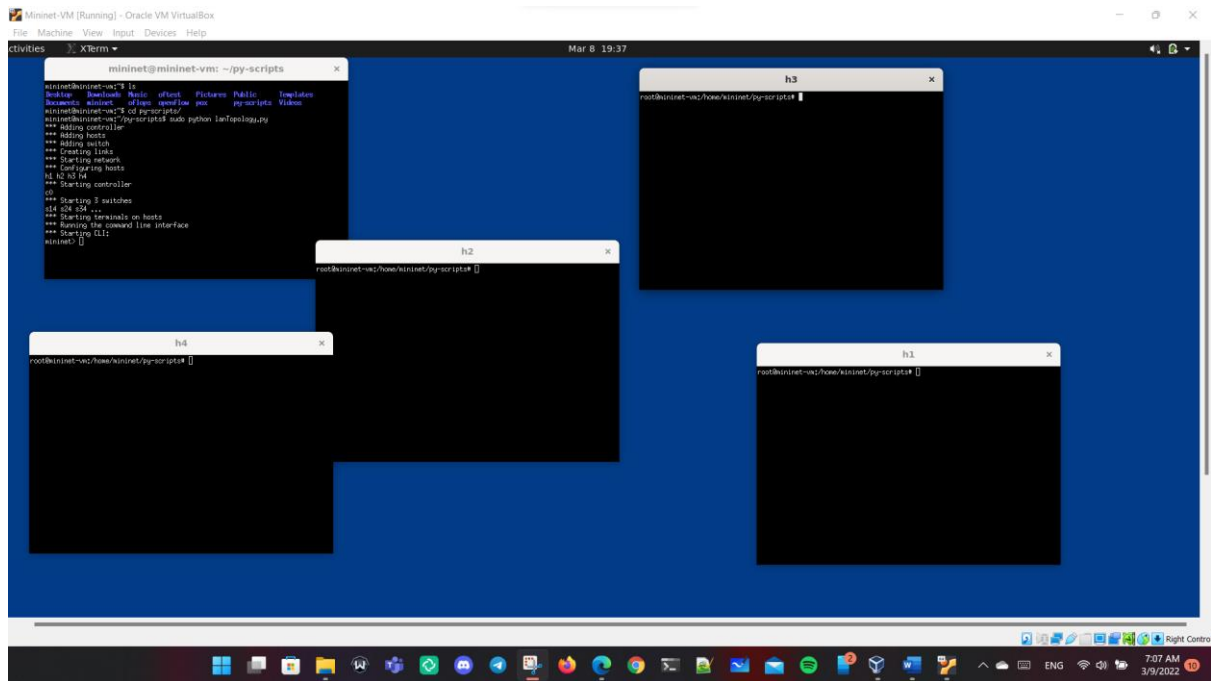 Mininet-VM [Running] - Oracle VM VirtualBox
File Machine View Input Devices Help
ctivities XTerm Mar 8 19:37
mininet@mininet-vm: ~/py-scripts
mininet@mininet-vm:~$ ls
Desktop Downloads Music oftest Pictures Public Templates
Documents mininet oflops openflow pox py-scripts Videos
mininet@mininet-vm:~$ cd py-scripts/
mininet@mininet-vm:~/py-scripts$ sudo python lanTopology.py
*** Adding controller
*** Adding hosts
*** Adding switch
*** Creating links
*** Starting network
*** Configuring hosts
h1 h2 h3 h4
*** Starting controller
c0
*** Starting 3 switches
s14 s24 s34 ...
*** Starting terminals on hosts
*** Running the command line interface
*** Starting CLI:
mininet>
h3
root@mininet-vm:/home/mininet/py-scripts#
h2
root@mininet-vm:/home/mininet/py-scripts#
h4
root@mininet-vm:/home/mininet/py-scripts#
h1
root@mininet-vm:/home/mininet/py-scripts#
Right Contro
2
ENG
7:07 AM
3/9/2022
10